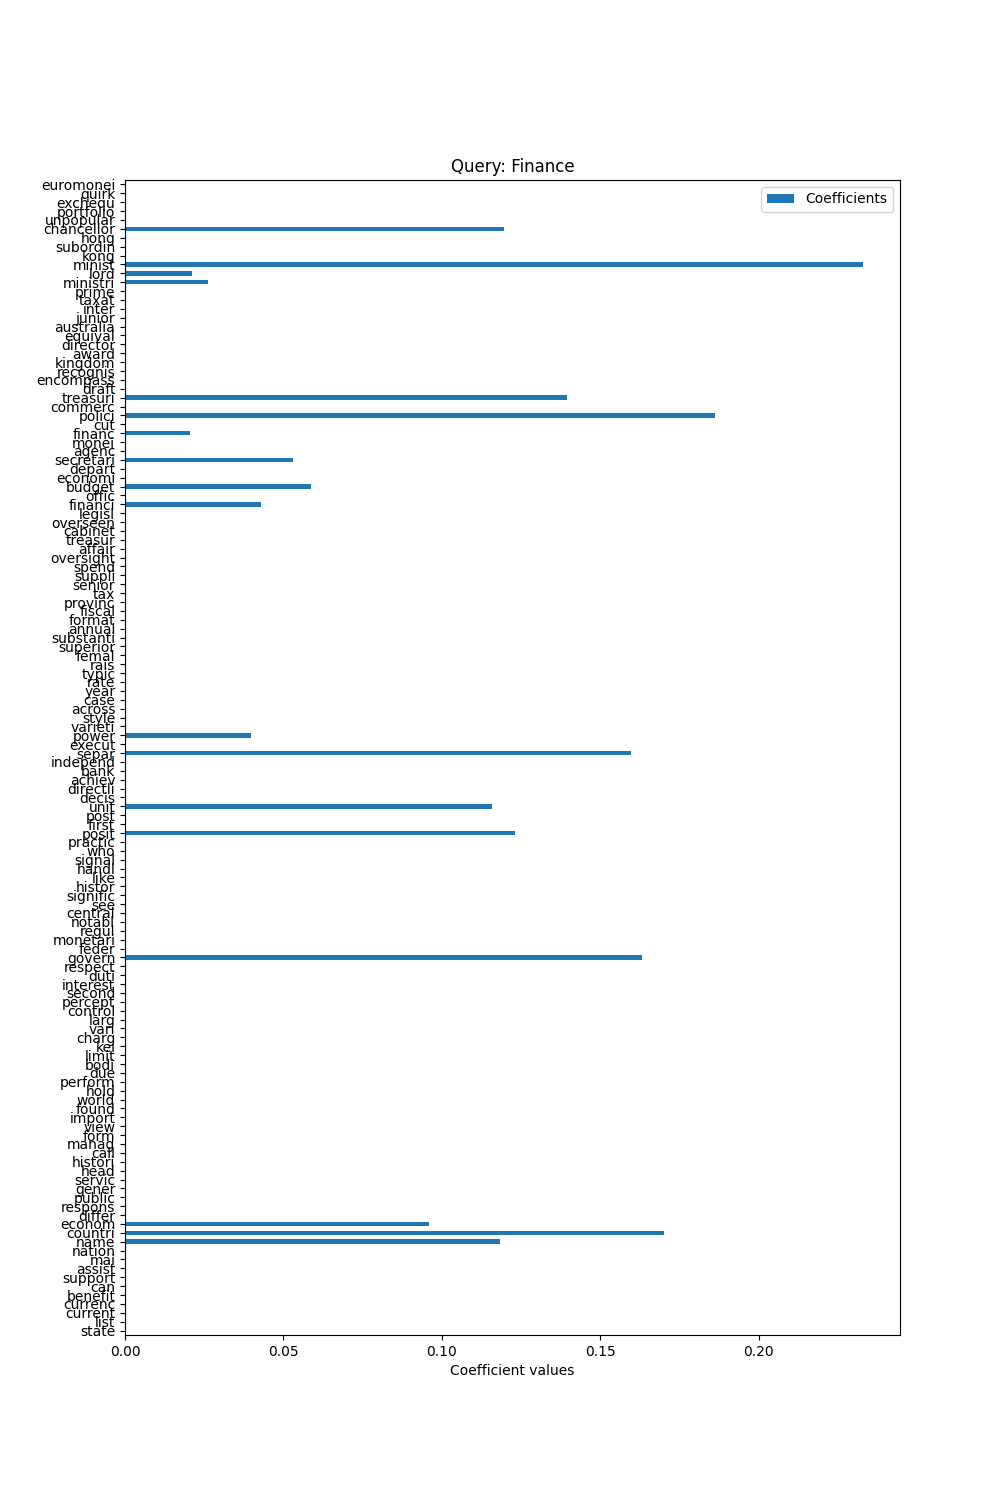 Query: Finance
Coefficients
euromonei
quirk
exchequ
portfolio
unpopular
chancellor
hong
subordin
kong
minist
lord
ministri
prime
taxat
inter
junior
australia
equival
director
award
kingdom
recognis
encompass
draft
treasuri
commerc
polici
cut
financ
monei
agenc
secretari
depart
economi
budget
offic
financi
legisl
overseen
cabinet
treasur
affair
oversight
spend
suppli
senior
tax
provinc
fiscal
format
annual
substanti
superior
femal
rais
typic
rate
year
case
across
style
varieti
power
execut
separ
independ
bank
achiev
directli
decis
unit
post
first
posit
practic
who
signal
handl
like
histor
signific
see
central
notabl
regul
monetari
feder
govern
respect
duti
interest
second
percept
control
larg
vari
charg
kei
limit
bodi
due
perform
hold
world
found
import
view
form
manag
call
histori
head
servic
gener
public
respons
differ
econom
countri
name
nation
mai
assist
support
can
benefit
currenc
current
list
state
0.00 0.05 0.10 0.15 0.20
Coefficient values